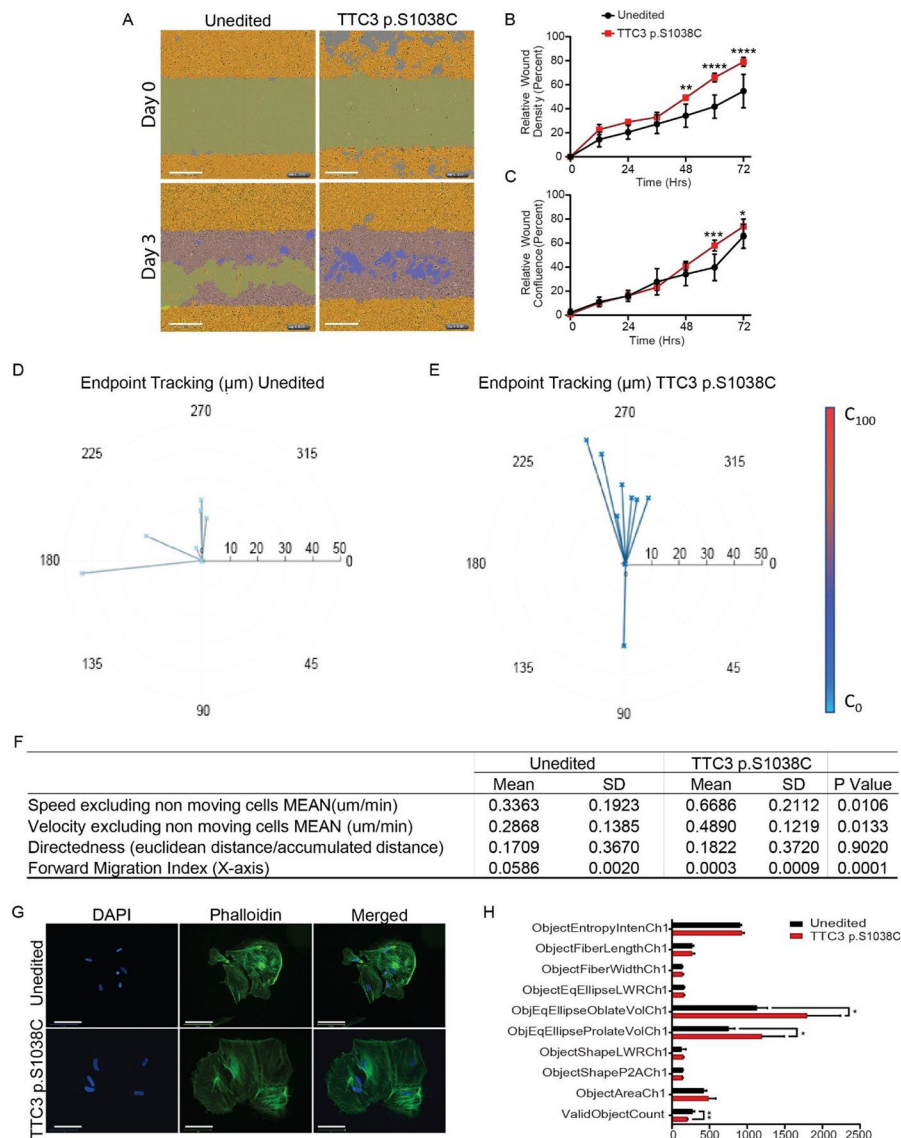 A
Unedited
TTC3 p.S1038C
Day 0
Day 3
B
Unedited
TTC3 p.S1038C
Relative Wound
Density (Percent)
100
80
60
40
20
0
**
****
****
0
24
48
72
Time (Hrs)
C
Relative Wound
Confluence(Percent)
100
80
60
40
20
0
***
*
0
24
48
72
Time (Hrs)
D
Endpoint Tracking (µm) Unedited
270
225
315
180
0
10
20
30
40
50
0
135
45
90
E
Endpoint Tracking (µm) TTC3 p.S1038C
270
225
315
180
0
10
20
30
40
50
0
135
45
90
C100
C0
F
Unedited TTC3 p.S1038C
Mean SD Mean SD P Value
Speed excluding non moving cells MEAN(um/min) 0.3363 0.1923 0.6686 0.2112 0.0106
Velocity excluding non moving cells MEAN (um/min) 0.2868 0.1385 0.4890 0.1219 0.0133
Directedness (euclidean distance/accumulated distance) 0.1709 0.3670 0.1822 0.3720 0.9020
Forward Migration Index (X-axis) 0.0586 0.0020 0.0003 0.0009 0.0001
G
DAPI
Phalloidin
Merged
Unedited
TTC3 p.S1038C
H
Unedited
TTC3 p.S1038C
ObjectEntropyIntenCh1
ObjectFiberLengthCh1
ObjectFiberWidthCh1
ObjectEqEllipseLWRCh1
ObjEqEllipseOblateVolCh1
*
ObjEqEllipseProlateVolCh1
*
ObjectShapeLWRCh1
ObjectShapeP2ACh1
ObjectAreaCh1
ValidObjectCount
**
0
500
1000
1500
2000
2500